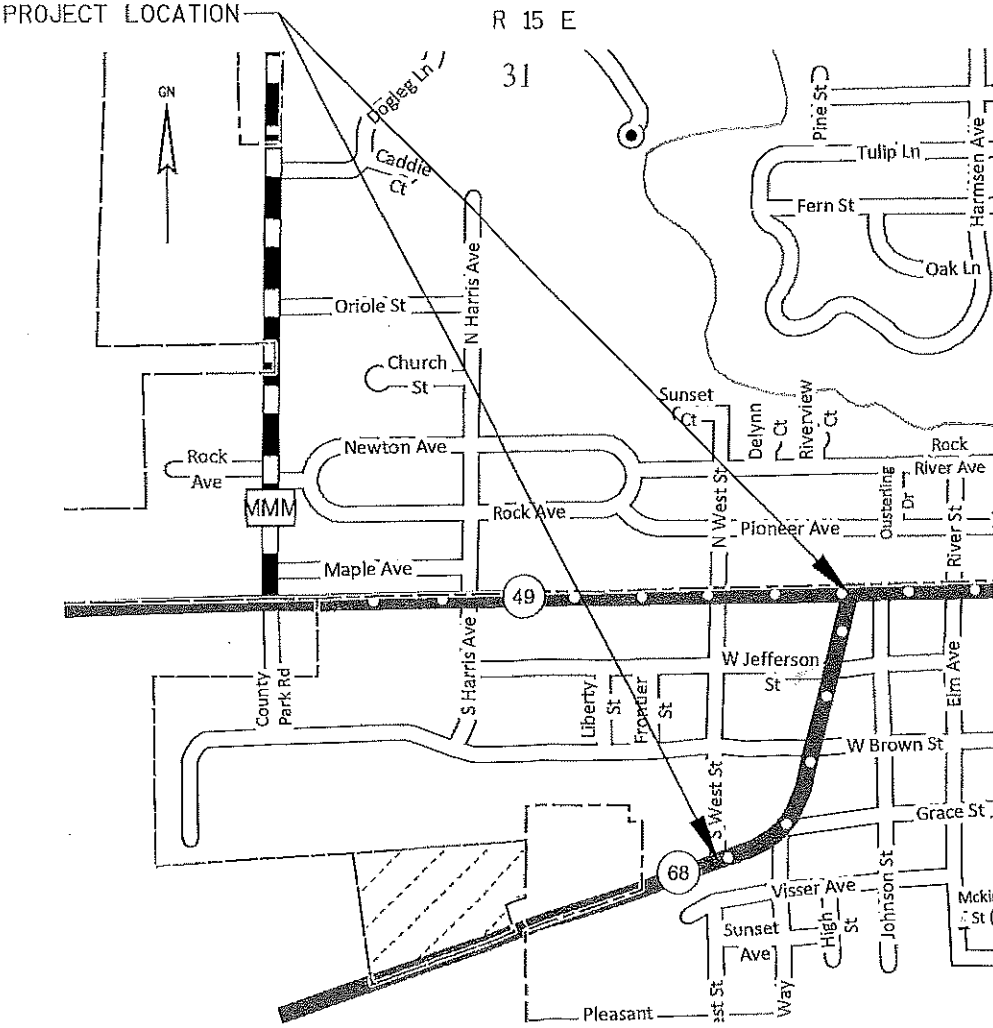 PROJECT LOCATION
R 15 E
31
GN
Dogleg Ln
Caddie
Ct
Pine St
Tulip Ln
Harmsen Ave
Fern St
Oak Ln
N Harris Ave
Oriole St
Church
St
Sunset
Ct
Delynn
Ct
Riverview
Ct
Newton Ave
Rock
Ave
Rock
River Ave
MMM
Rock Ave
N West St
Pioneer Ave
Oustering
Dr
River St
Maple Ave
49
County
Park Rd
S Harris Ave
W Jefferson
St
Liberty
St
Frontier
St
Elm Ave
W Brown St
S West St
Grace St
68
Visser Ave
Johnson St
High
St
Sunset
Ave
Way
est St
Pleasant
St